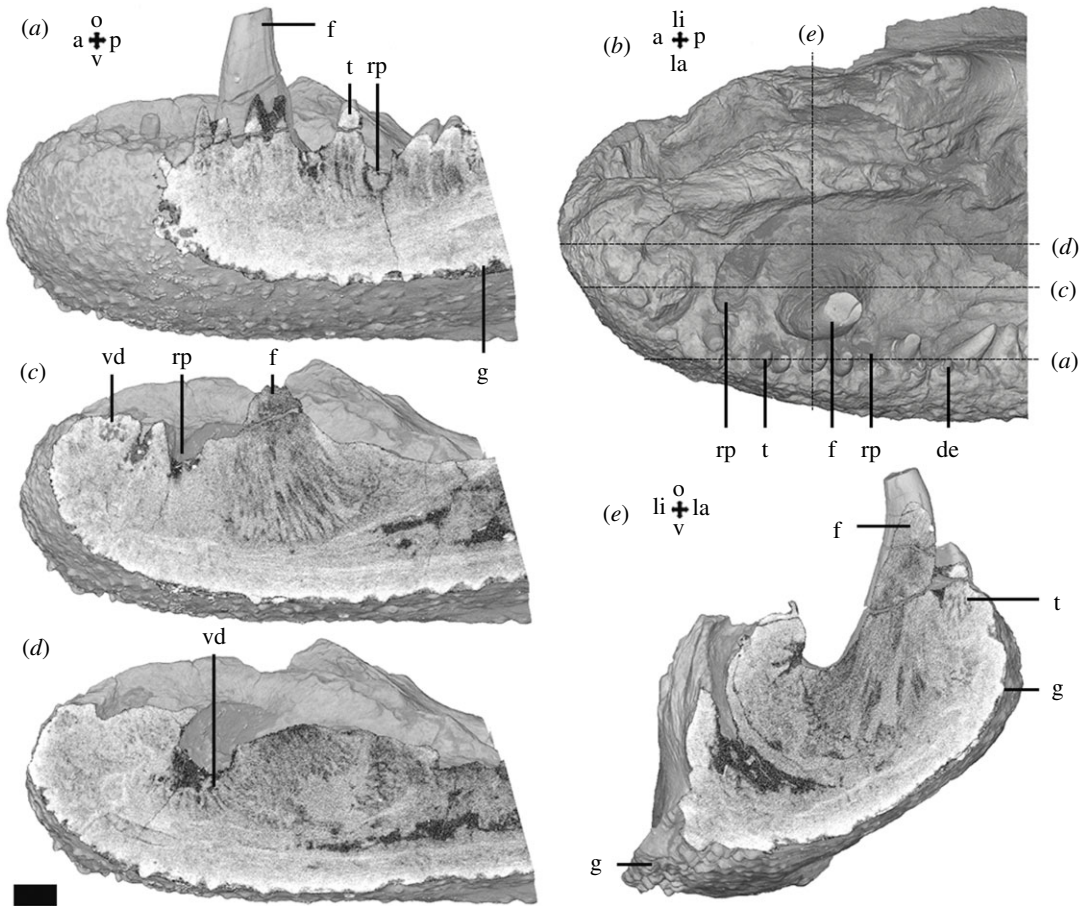 (a)
o
a p
v
f
t
rp
g
(b)
li
a p
la
(e)
(d)
(c)
(a)
rp t f rp de
(c)
vd rp f
(d)
vd
(e)
o
li la
v
f
t
g
g